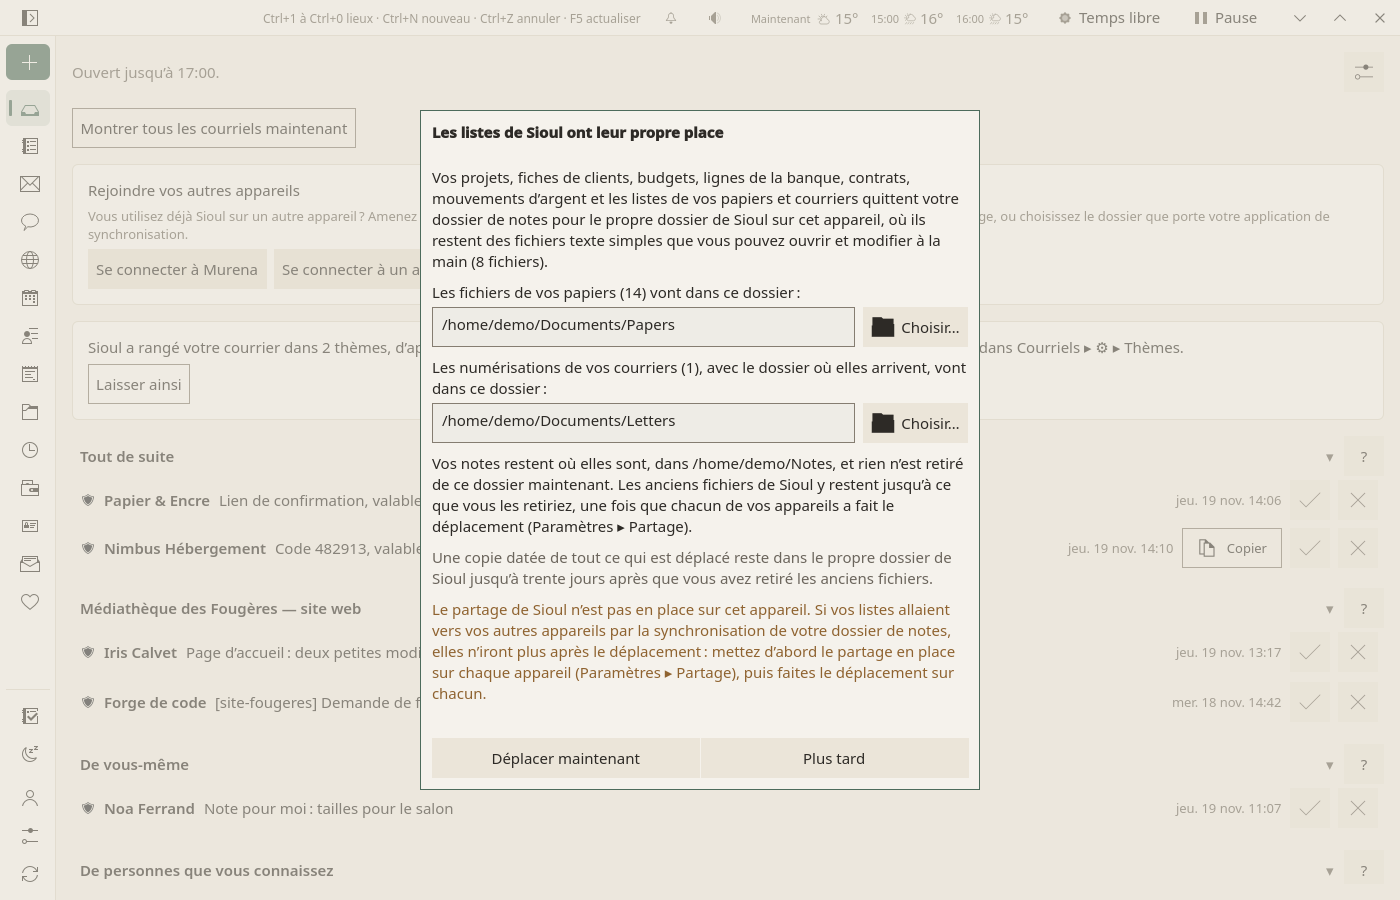 Ctrl+1 à Ctrl+0 lieux · Ctrl+N nouveau · Ctrl+Z annuler · F5 actualiser
Maintenant 15° 15:00 16° 16:00 15°
Temps libre
Pause
Ouvert jusqu’à 17:00.
Montrer tous les courriels maintenant
Rejoindre vos autres appareils
Vous utilisez déjà Sioul sur un autre appareil ? Amenez
ge, ou choisissez le dossier que porte votre application de
synchronisation.
Se connecter à Murena
Se connecter à un a
Sioul a rangé votre courrier dans 2 thèmes, d’ap
dans Courriels ▸ ⚙ ▸ Thèmes.
Laisser ainsi
Tout de suite
▾ ?
Papier & Encre Lien de confirmation, valable
jeu. 19 nov. 14:06
Nimbus Hébergement Code 482913, valable
jeu. 19 nov. 14:10
Copier
Médiathèque des Fougères — site web
▾ ?
Iris Calvet Page d’accueil : deux petites modi
jeu. 19 nov. 13:17
Forge de code [site-fougeres] Demande de f
mer. 18 nov. 14:42
De vous-même
▾ ?
Noa Ferrand Note pour moi : tailles pour le salon
jeu. 19 nov. 11:07
De personnes que vous connaissez
▾ ?
Les listes de Sioul ont leur propre place
Vos projets, fiches de clients, budgets, lignes de la banque, contrats,
mouvements d’argent et les listes de vos papiers et courriers quittent votre
dossier de notes pour le propre dossier de Sioul sur cet appareil, où ils
restent des fichiers texte simples que vous pouvez ouvrir et modifier à la
main (8 fichiers).
Les fichiers de vos papiers (14) vont dans ce dossier :
/home/demo/Documents/Papers
Choisir…
Les numérisations de vos courriers (1), avec le dossier où elles arrivent, vont
dans ce dossier :
/home/demo/Documents/Letters
Choisir…
Vos notes restent où elles sont, dans /home/demo/Notes, et rien n’est retiré
de ce dossier maintenant. Les anciens fichiers de Sioul y restent jusqu’à ce
que vous les retiriez, une fois que chacun de vos appareils a fait le
déplacement (Paramètres ▸ Partage).
Une copie datée de tout ce qui est déplacé reste dans le propre dossier de
Sioul jusqu’à trente jours après que vous avez retiré les anciens fichiers.
Le partage de Sioul n’est pas en place sur cet appareil. Si vos listes allaient
vers vos autres appareils par la synchronisation de votre dossier de notes,
elles n’iront plus après le déplacement : mettez d’abord le partage en place
sur chaque appareil (Paramètres ▸ Partage), puis faites le déplacement sur
chacun.
Déplacer maintenant
Plus tard